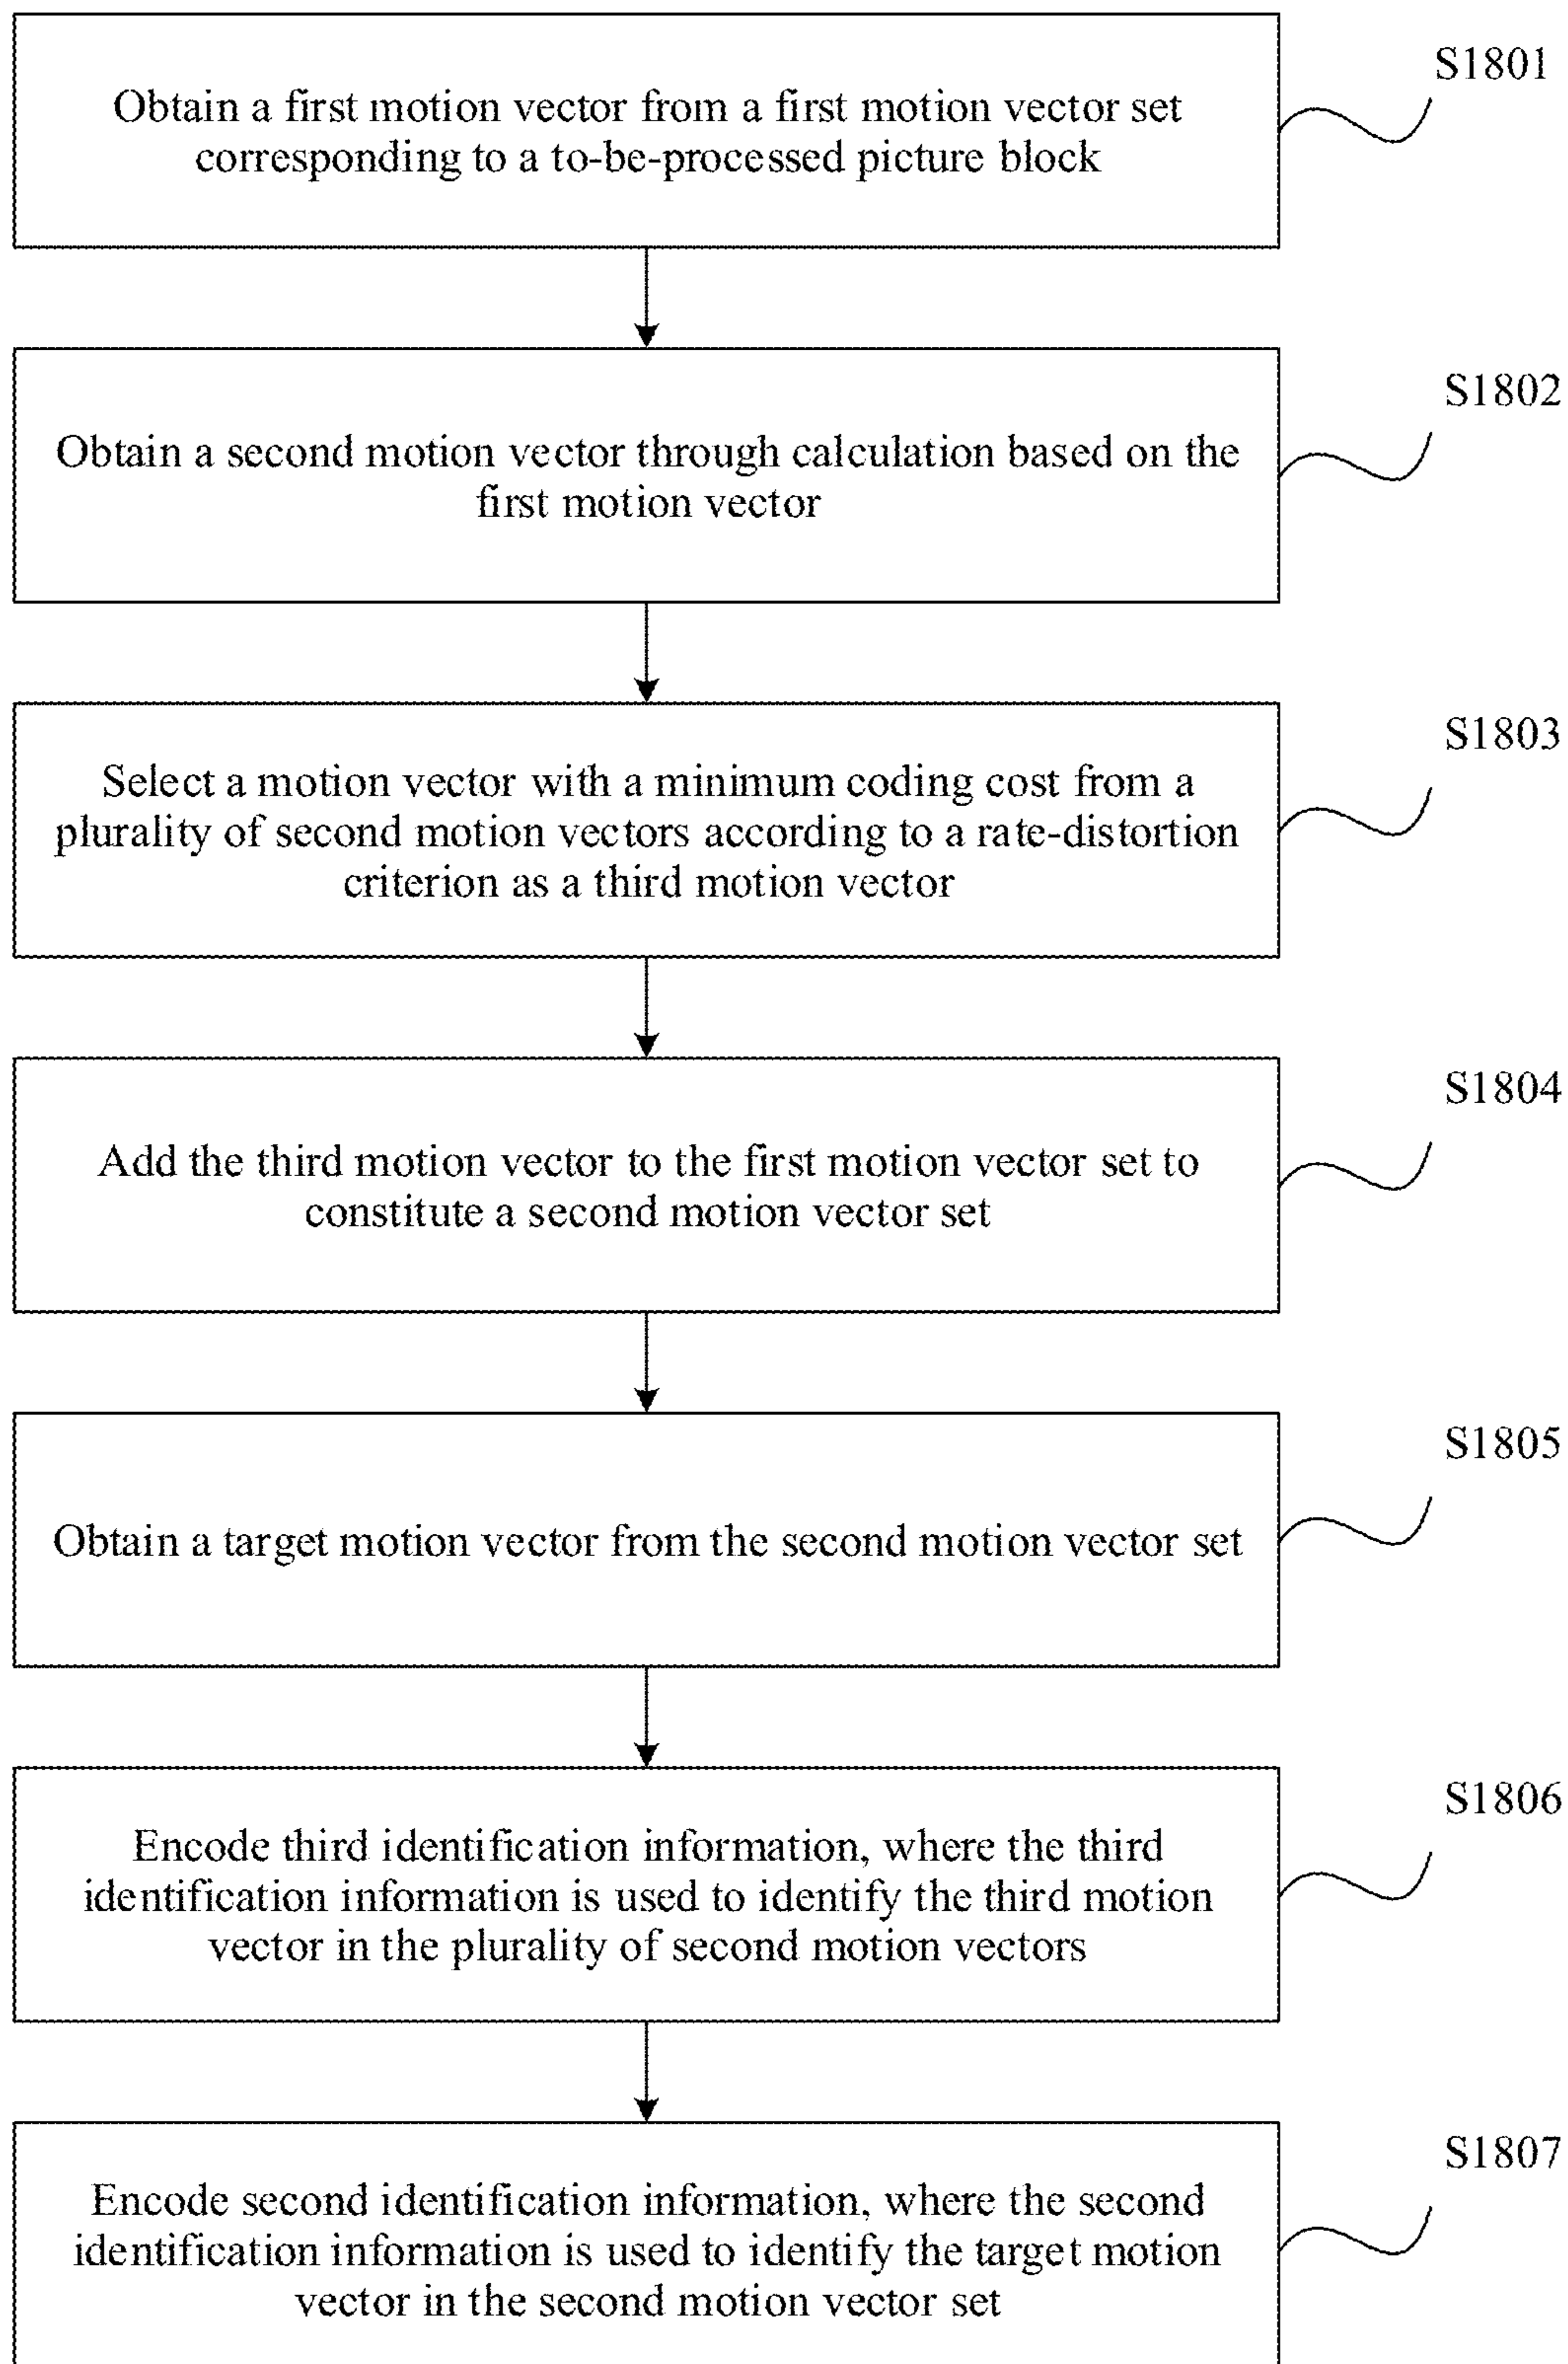 S1801
Obtain a first motion vector from a first motion vector set
corresponding to a to-be-processed picture block
S1802
Obtain a second motion vector through calculation based on the
first motion vector
S1803
Select a motion vector with a minimum coding cost from a
plurality of second motion vectors according to a rate-distortion
criterion as a third motion vector
S1804
Add the third motion vector to the first motion vector set to
constitute a second motion vector set
S1805
Obtain a target motion vector from the second motion vector set
S1806
Encode third identification information, where the third
identification information is used to identify the third motion
vector in the plurality of second motion vectors
S1807
Encode second identification information, where the second
identification information is used to identify the target motion
vector in the second motion vector set